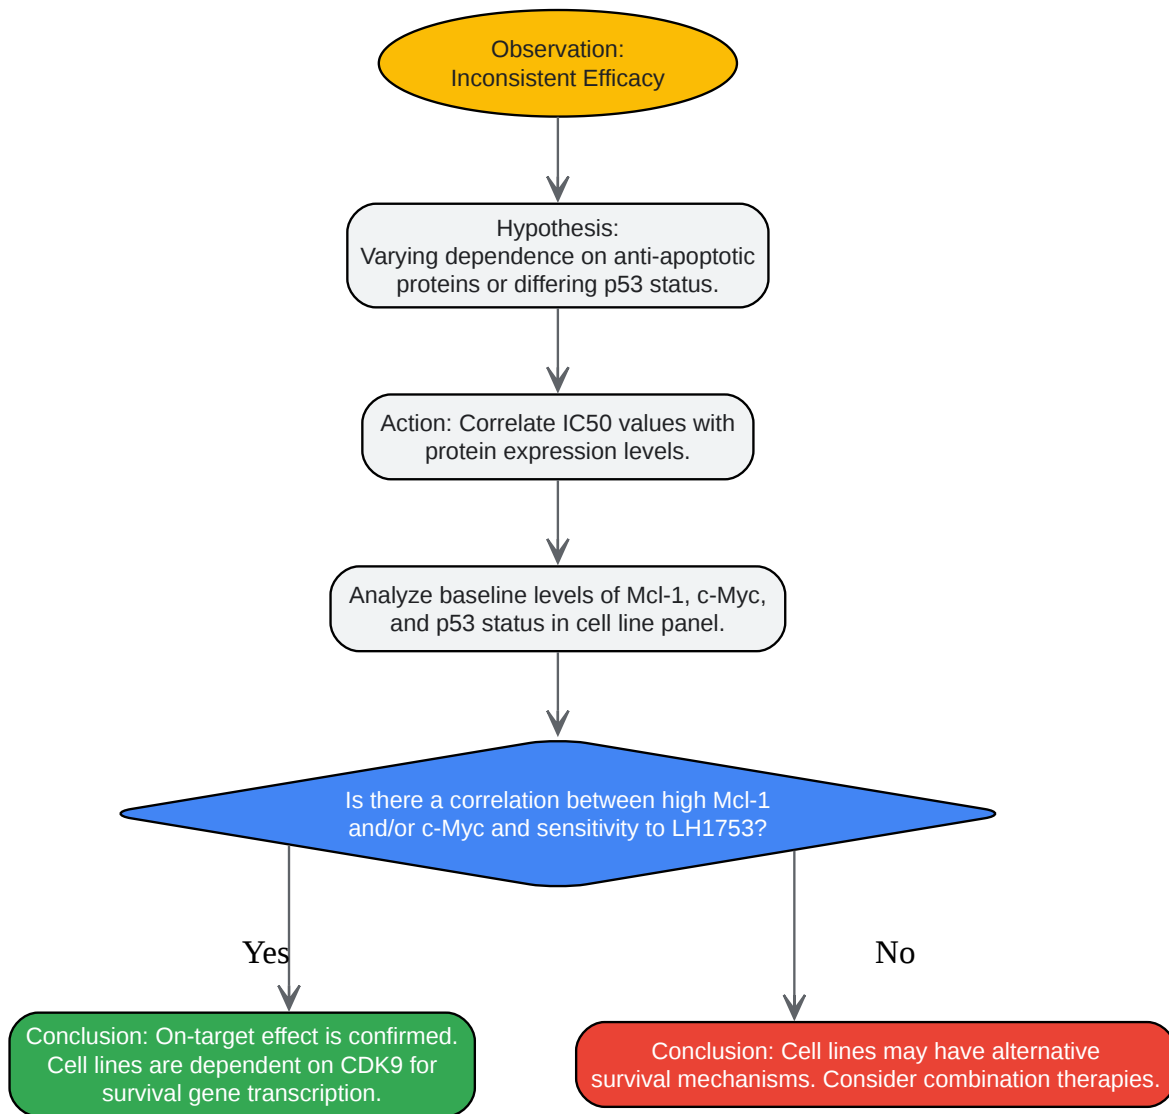 Observation:
Inconsistent Efficacy
Hypothesis:
Varying dependence on anti-apoptotic
proteins or differing p53 status.
Action: Correlate IC50 values with
protein expression levels.
Analyze baseline levels of Mcl-1, c-Myc,
and p53 status in cell line panel.
Is there a correlation between high Mcl-1
and/or c-Myc and sensitivity to LH1753?
Yes
No
Conclusion: On-target effect is confirmed.
Cell lines are dependent on CDK9 for
survival gene transcription.
Conclusion: Cell lines may have alternative
survival mechanisms. Consider combination therapies.